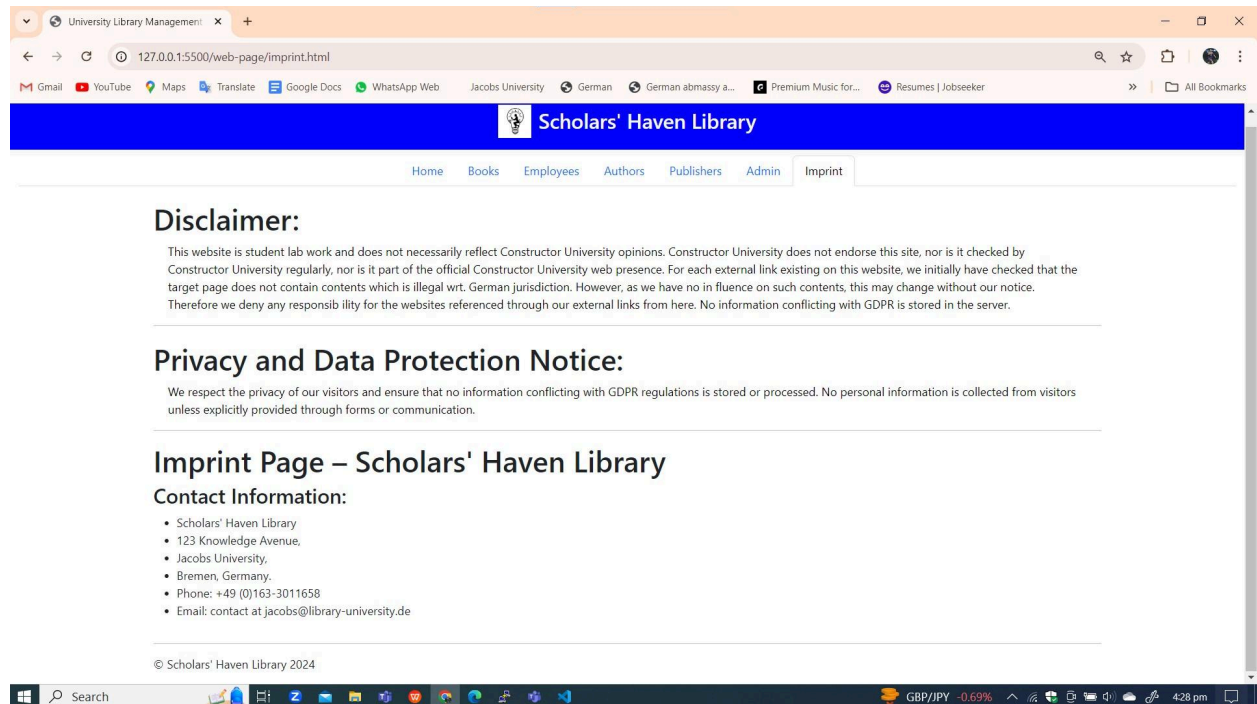 University Library Management
127.0.0.1:5500/web-page/imprint.html
Gmail YouTube Maps Translate Google Docs WhatsApp Web Jacobs University German German abmassy a... Premium Music for... Resumes | Jobseeker » All Bookmarks
Scholars' Haven Library
Home Books Employees Authors Publishers Admin Imprint
Disclaimer:
This website is student lab work and does not necessarily reflect Constructor University opinions. Constructor University does not endorse this site, nor is it checked by
Constructor University regularly, nor is it part of the official Constructor University web presence. For each external link existing on this website, we initially have checked that the
target page does not contain contents which is illegal wrt. German jurisdiction. However, as we have no in fluence on such contents, this may change without our notice.
Therefore we deny any responsib ility for the websites referenced through our external links from here. No information conflicting with GDPR is stored in the server.
Privacy and Data Protection Notice:
We respect the privacy of our visitors and ensure that no information conflicting with GDPR regulations is stored or processed. No personal information is collected from visitors
unless explicitly provided through forms or communication.
Imprint Page – Scholars' Haven Library
Contact Information:
• Scholars' Haven Library
• 123 Knowledge Avenue,
• Jacobs University,
• Bremen, Germany.
• Phone: +49 (0)163-3011658
• Email: contact at jacobs@library-university.de
© Scholars' Haven Library 2024
Search GBP/JPY -0.69% 4:28 pm